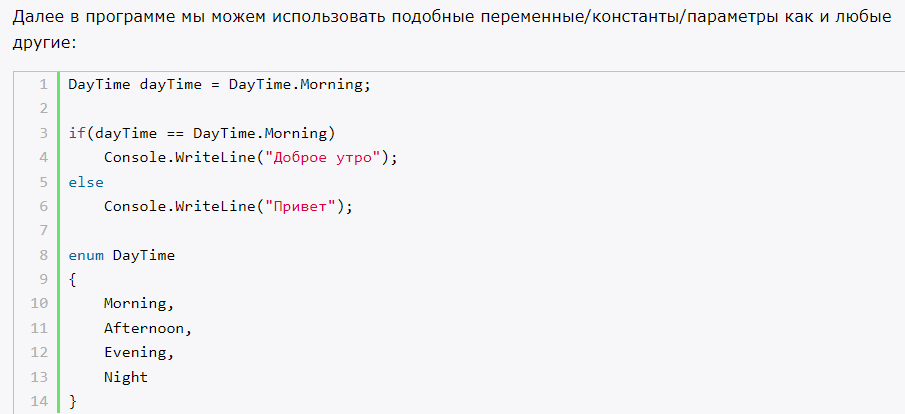 Далее в программе мы можем использовать подобные переменные/константы/параметры как и любые
другие:
1 DayTime dayTime = DayTime.Morning;
2
3 if(dayTime == DayTime.Morning)
4     Console.WriteLine("Доброе утро");
5 else
6     Console.WriteLine("Привет");
7
8 enum DayTime
9 {
10     Morning,
11     Afternoon,
12     Evening,
13     Night
14 }